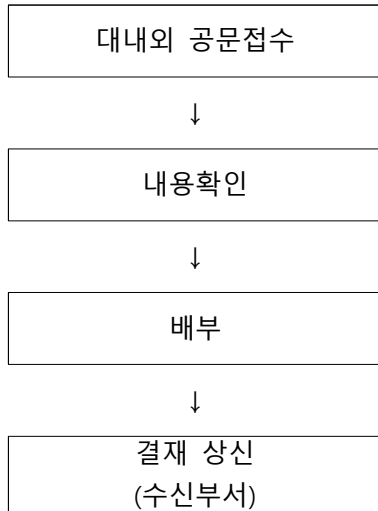 대내외 공문접수
↓
내용확인
↓
배부
↓
결재 상신
(수신부서)